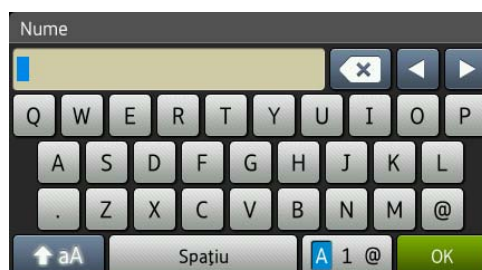 Nume
Q W E R T Y U I O P
A S D F G H J K L
. Z X C V B N M @
aA Spațiu A 1 @ OK